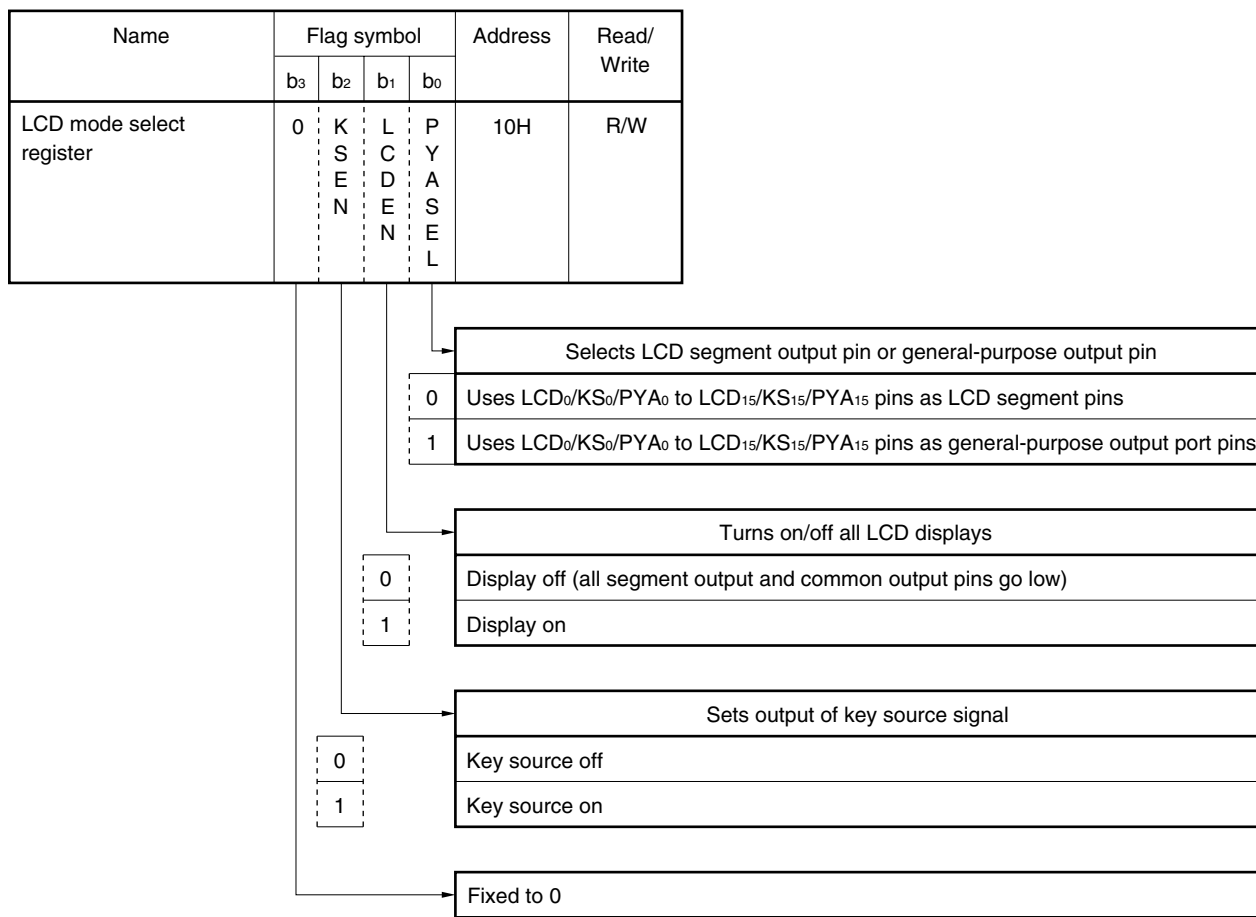 Name Flag symbol Address Read/
Write
b₃ b₂ b₁ b₀
LCD mode select 0 KSEN LCDEN PYASEL 10H R/W
register
Selects LCD segment output pin or general-purpose output pin
0 Uses LCD₀/KS₀/PYA₀ to LCD₁₅/KS₁₅/PYA₁₅ pins as LCD segment pins
1 Uses LCD₀/KS₀/PYA₀ to LCD₁₅/KS₁₅/PYA₁₅ pins as general-purpose output port pins
Turns on/off all LCD displays
0 Display off (all segment output and common output pins go low)
1 Display on
Sets output of key source signal
0 Key source off
1 Key source on
Fixed to 0